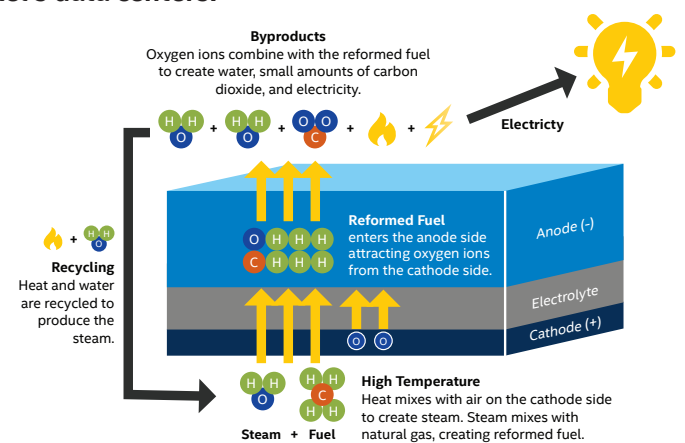 Byproducts
Oxygen ions combine with the reformed fuel
to create water, small amounts of carbon
dioxide, and electricity.
H H O + H H O + O O C + +
Electricty
Reformed Fuel
enters the anode side
attracting oxygen ions
from the cathode side.
O H H H
C H H H
Anode (-)
Electrolyte
Cathode (+)
O O
+ H H O
Recycling
Heat and water
are recycled to
produce the
steam.
H H O
H H C H H
Steam + Fuel
High Temperature
Heat mixes with air on the cathode side
to create steam. Steam mixes with
natural gas, creating reformed fuel.